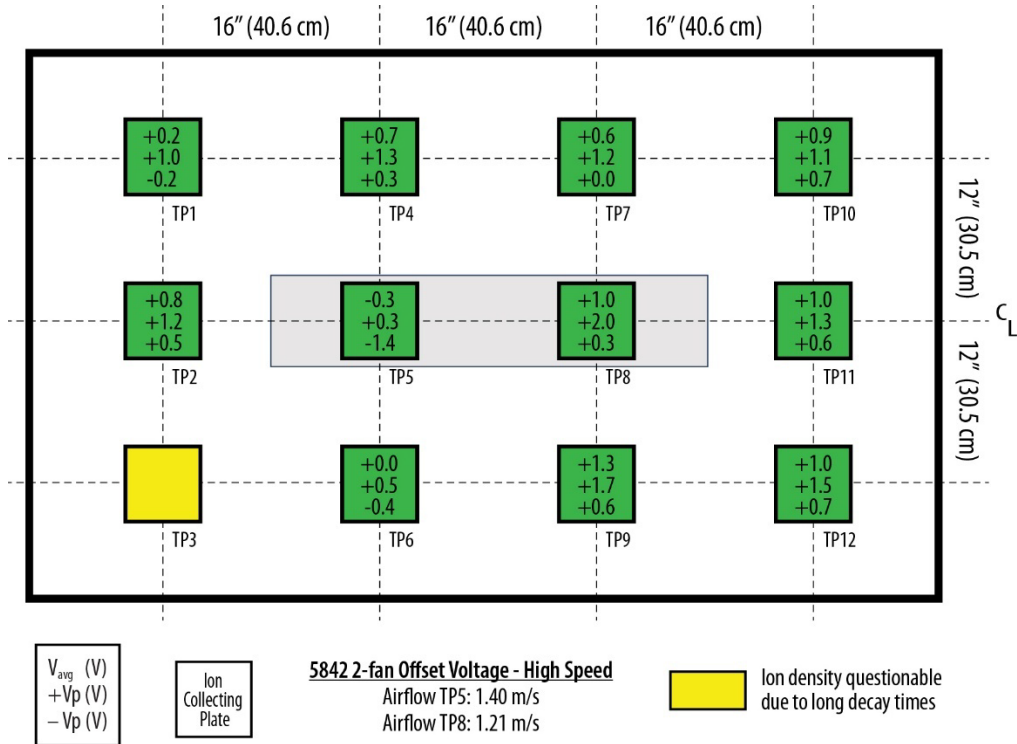 16” (40.6 cm) 16” (40.6 cm) 16” (40.6 cm)
+0.2 +0.7 +0.6 +0.9
+1.0 +1.3 +1.2 +1.1
-0.2 +0.3 +0.0 +0.7
TP1 TP4 TP7 TP10
12” (30.5 cm)
+0.8 -0.3 +1.0 +1.0
+1.2 +0.3 +2.0 +1.3
+0.5 -1.4 +0.3 +0.6
TP2 TP5 TP8 TP11
CL
12” (30.5 cm)
+0.0 +1.3 +1.0
+0.5 +1.7 +1.5
-0.4 +0.6 +0.7
TP3 TP6 TP9 TP12
Vavg (V)
+Vp (V)
– Vp (V)
Ion
Collecting
Plate
5842 2-fan Offset Voltage - High Speed
Airflow TP5: 1.40 m/s
Airflow TP8: 1.21 m/s
Ion density questionable
due to long decay times